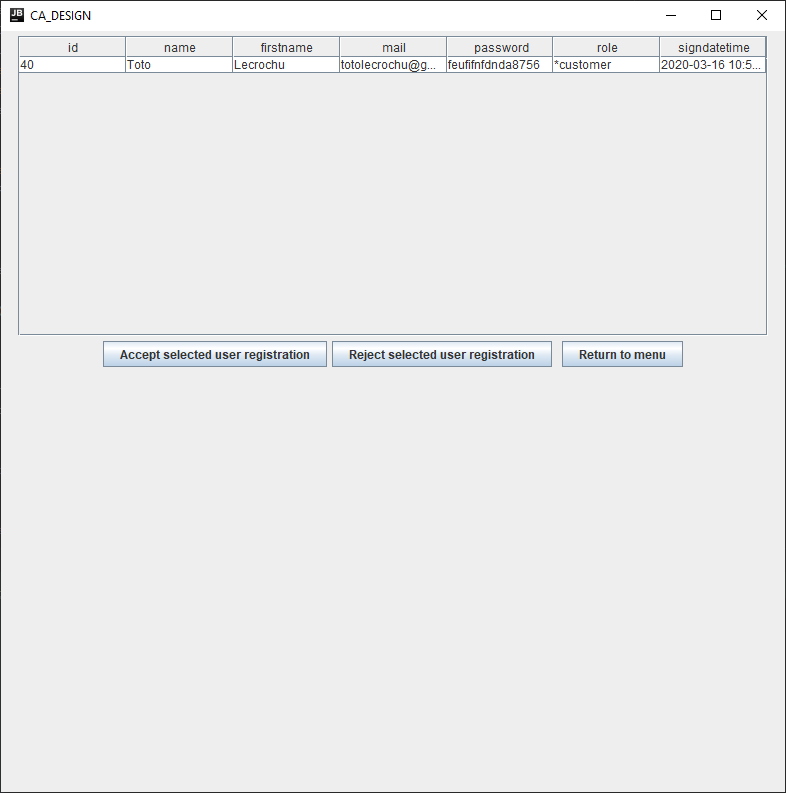 JB CA_DESIGN
id name firstname mail password role signdatetime
40 Toto Lecrochu totolecrochu@g... feufifnfdnda8756 *customer 2020-03-16 10:5...
Accept selected user registration Reject selected user registration Return to menu